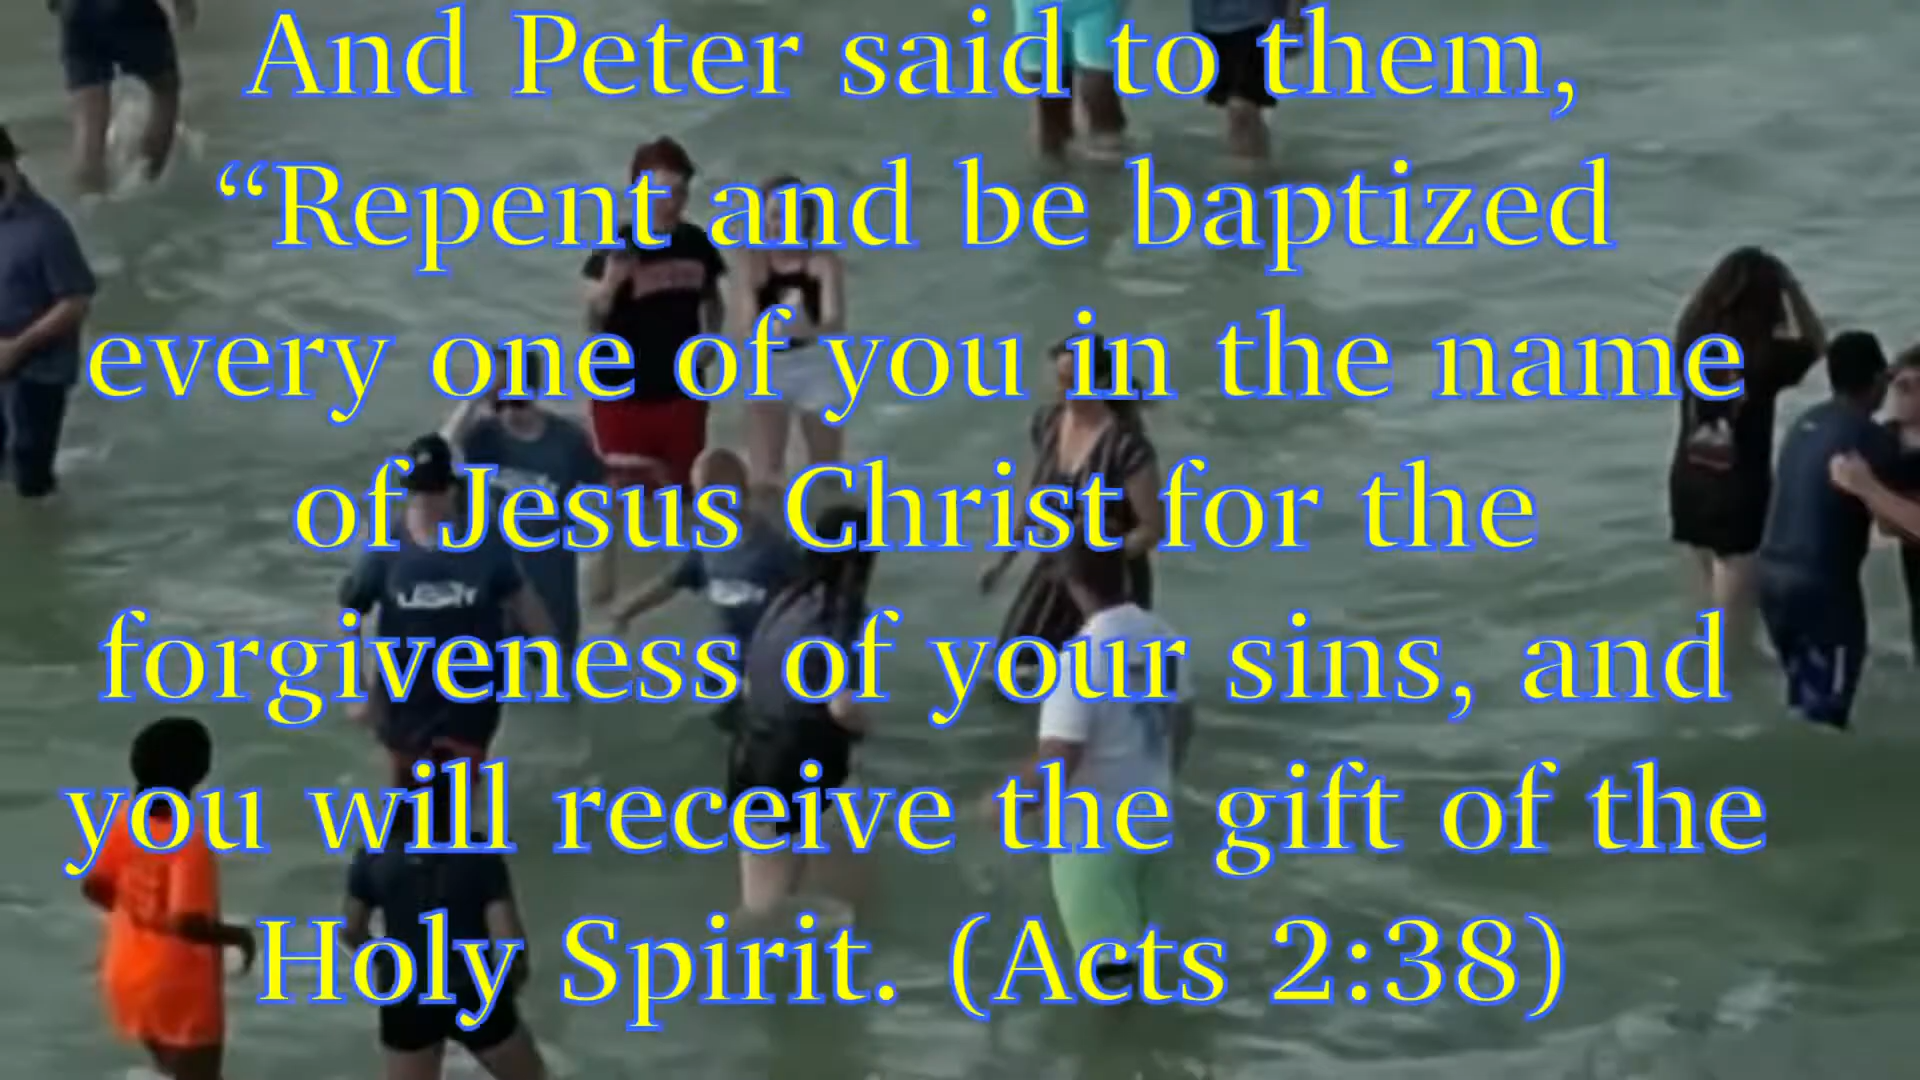 And Peter said to them,
“Repent and be baptized
every one of you in the name
of Jesus Christ for the
forgiveness of your sins, and
you will receive the gift of the
Holy Spirit. (Acts 2:38)